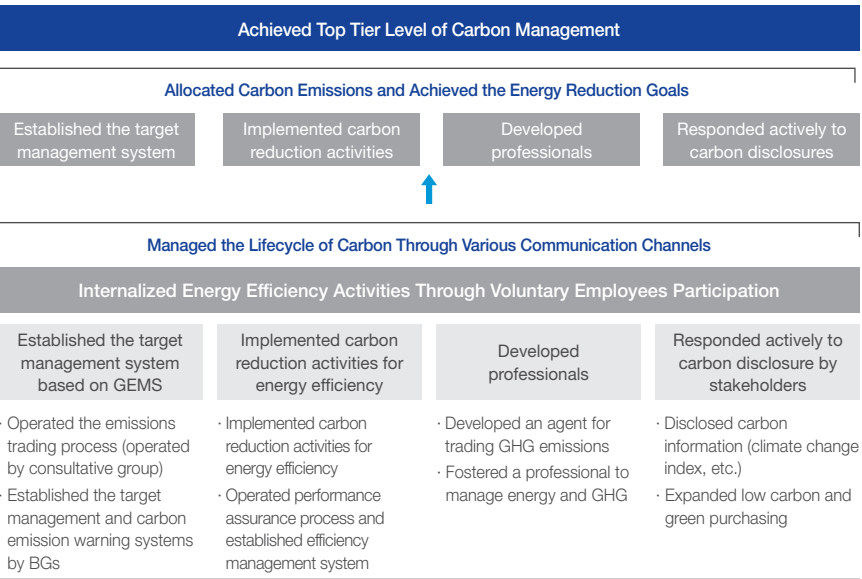 Achieved Top Tier Level of Carbon Management
Allocated Carbon Emissions and Achieved the Energy Reduction Goals
Established the target
management system
Implemented carbon
reduction activities
Developed
professionals
Responded actively to
carbon disclosures
Managed the Lifecycle of Carbon Through Various Communication Channels
Internalized Energy Efficiency Activities Through Voluntary Employees Participation
Established the target
management system
based on GEMS
Implemented carbon
reduction activities for
energy efficiency
Developed
professionals
Responded actively to
carbon disclosure by
stakeholders
· Operated the emissions
trading process (operated
by consultative group)
· Established the target
management and carbon
emission warning systems
by BGs
· Implemented carbon
reduction activities for
energy efficiency
· Operated performance
assurance process and
established efficiency
management system
· Developed an agent for
trading GHG emissions
· Fostered a professional to
manage energy and GHG
· Disclosed carbon
information (climate change
index, etc.)
· Expanded low carbon and
green purchasing